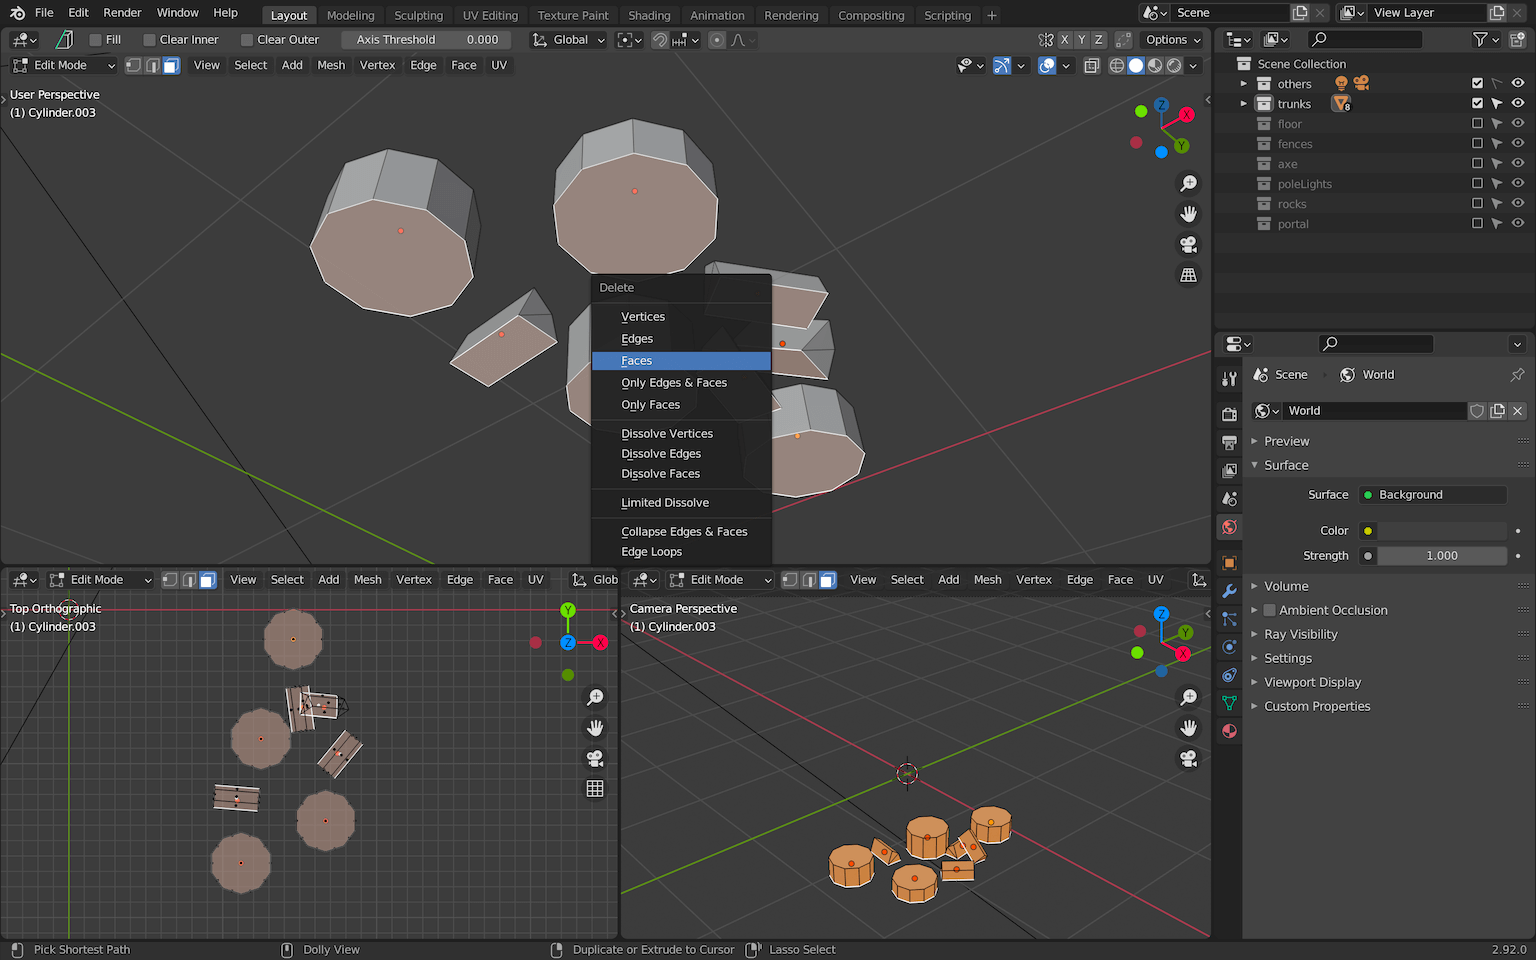 File Edit Render Window Help Layout Modeling Sculpting UV Editing Texture Paint Shading Animation Rendering Compositing Scripting + Scene View Layer
Fill Clear Inner Clear Outer Axis Threshold 0.000 Global X Y Z Options
Edit Mode View Select Add Mesh Vertex Edge Face UV
User Perspective
(1) Cylinder.003
Z
X
Y
Delete
Vertices
Edges
Faces
Only Edges & Faces
Only Faces
Dissolve Vertices
Dissolve Edges
Dissolve Faces
Limited Dissolve
Collapse Edges & Faces
Edge Loops
Scene Collection
others
trunks 8
floor
fences
axe
poleLights
rocks
portal
Scene World
World
Preview
Surface
Surface Background
Color
Strength 1.000
Volume
Ambient Occlusion
Ray Visibility
Settings
Viewport Display
Custom Properties
Edit Mode View Select Add Mesh Vertex Edge Face UV Glob
Top Orthographic
(1) Cylinder.003
Y
Z X
Edit Mode View Select Add Mesh Vertex Edge Face UV
Camera Perspective
(1) Cylinder.003
Z
Y
X
Pick Shortest Path Dolly View Duplicate or Extrude to Cursor Lasso Select 2.92.0